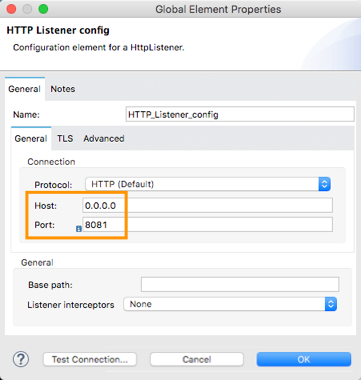 Global Element Properties
HTTP Listener config
Configuration element for a HttpListener.
General Notes
Name: HTTP_Listener_config
General TLS Advanced
Connection
Protocol: HTTP (Default)
Host: 0.0.0.0
Port: 8081
General
Base path:
Listener interceptors None
? Test Connection... Cancel OK